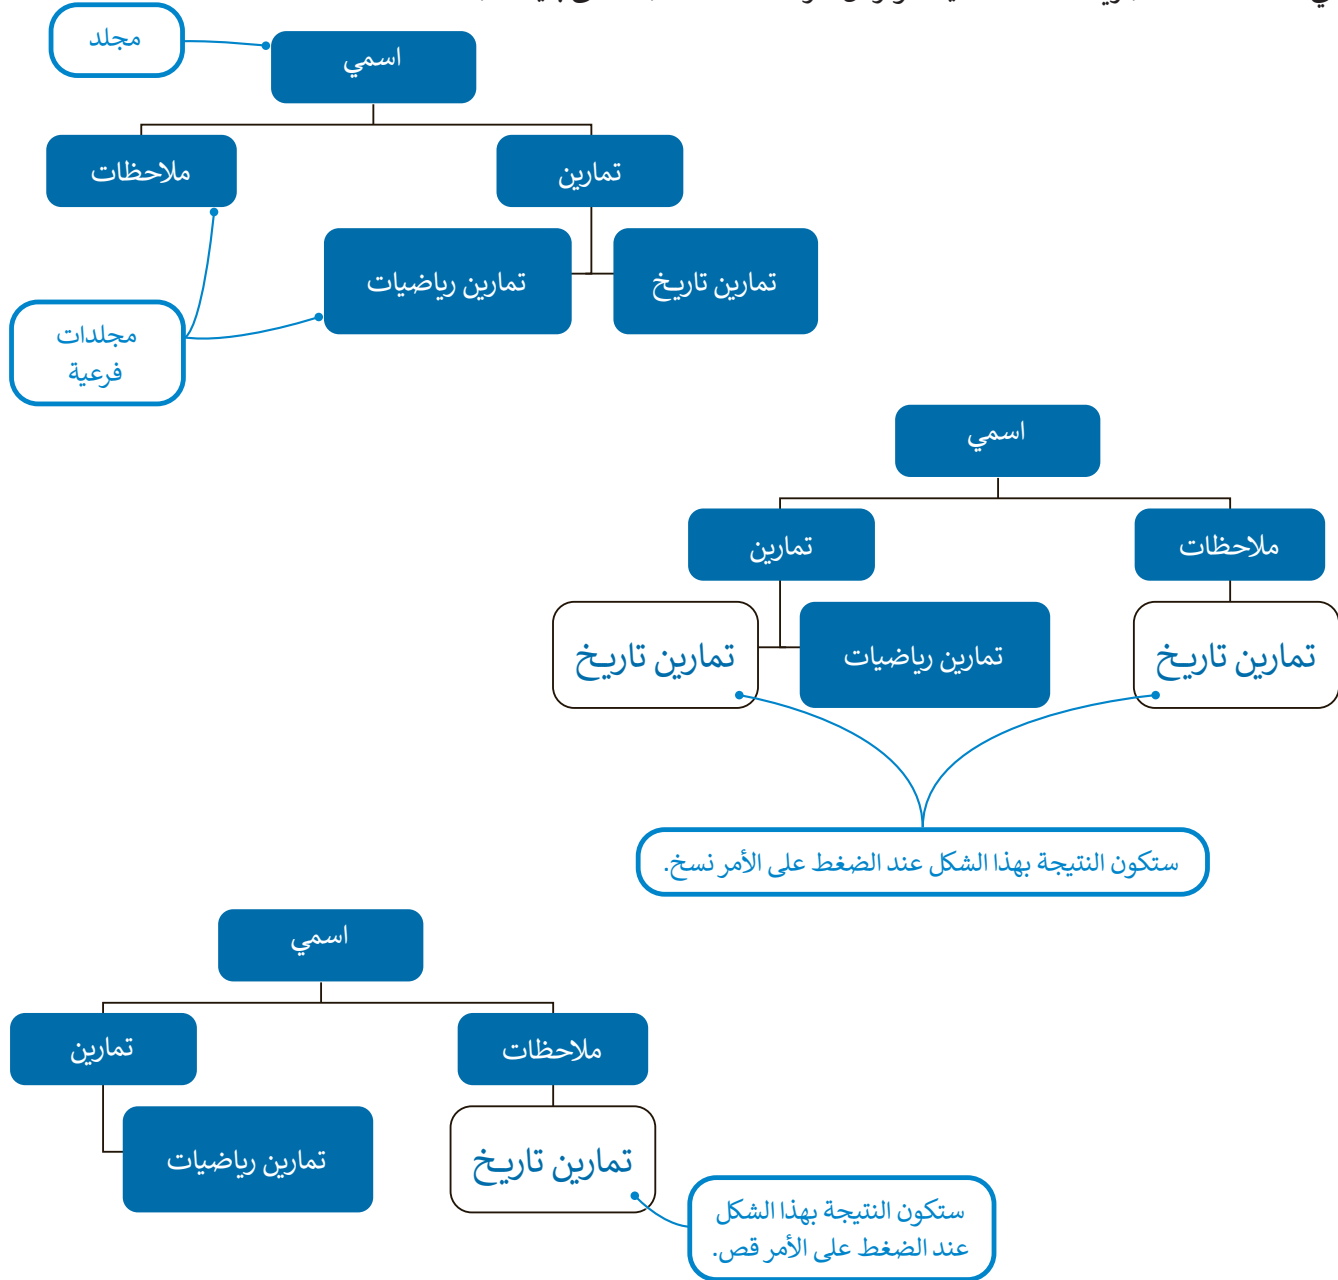 مجلد
اسمي
ملاحظات
تمارين
تمارين رياضيات
تمارين تاريخ
مجلدات
فرعية
اسمي
تمارين
ملاحظات
تمارين تاريخ
تمارين رياضيات
تمارين تاريخ
ستكون النتيجة بهذا الشكل عند الضغط على الأمر نسخ.
اسمي
تمارين
ملاحظات
تمارين رياضيات
تمارين تاريخ
ستكون النتيجة بهذا الشكل
عند الضغط على الأمر قص.